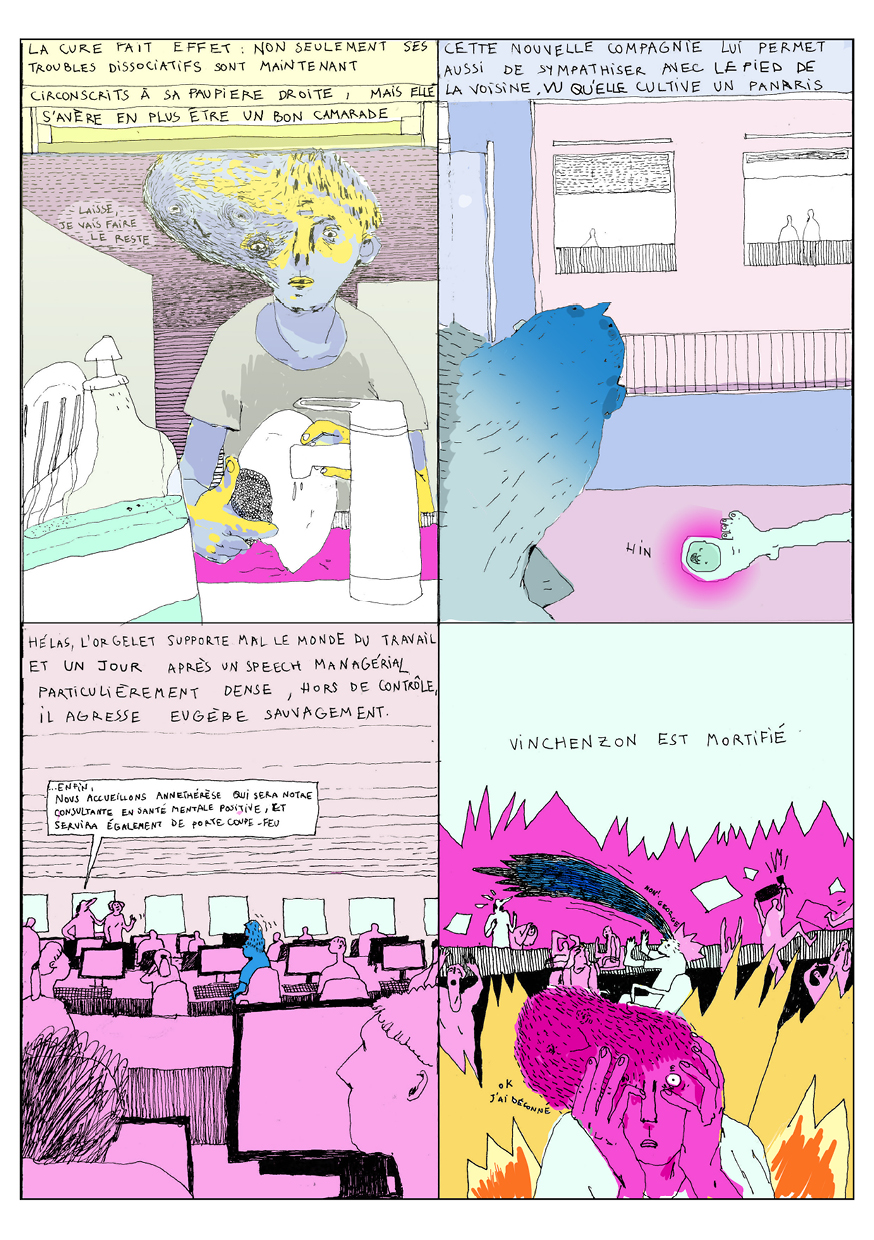 LA CURE FAIT EFFET : NON SEULEMENT SES
TROUBLES DISSOCIATIFS SONT MAINTENANT
CIRCONSCRITS À SA PAUPIÈRE DROITE, MAIS ELLE
S'AVÈRE EN PLUS ÊTRE UN BON CAMARADE
LAISSE,
JE VAIS FAIRE
LE RESTE
CETTE NOUVELLE COMPAGNIE LUI PERMET
AUSSI DE SYMPATHISER AVEC LE PIED DE
LA VOISINE, VU QU'ELLE CULTIVE UN PANARIS
HIN
HÉLAS, L'ORGELET SUPPORTE MAL LE MONDE DU TRAVAIL
ET UN JOUR APRÈS UN SPEECH MANAGÉRIAL
PARTICULIÈREMENT DENSE, HORS DE CONTRÔLE,
IL AGRESSE EUGÈBE SAUVAGEMENT.
...ENFIN,
NOUS ACCUEILLONS ANNETHÉRÈSE QUI SERA NOTRE
CONSULTANTE EN SANTÉ MENTALE POSITIVE, ET
SERVIRA ÉGALEMENT DE PORTE COUPE-FEU
VINCHENZON EST MORTIFIÉ
NON!
GEORGE
OK
J'AI DÉCONNÉ